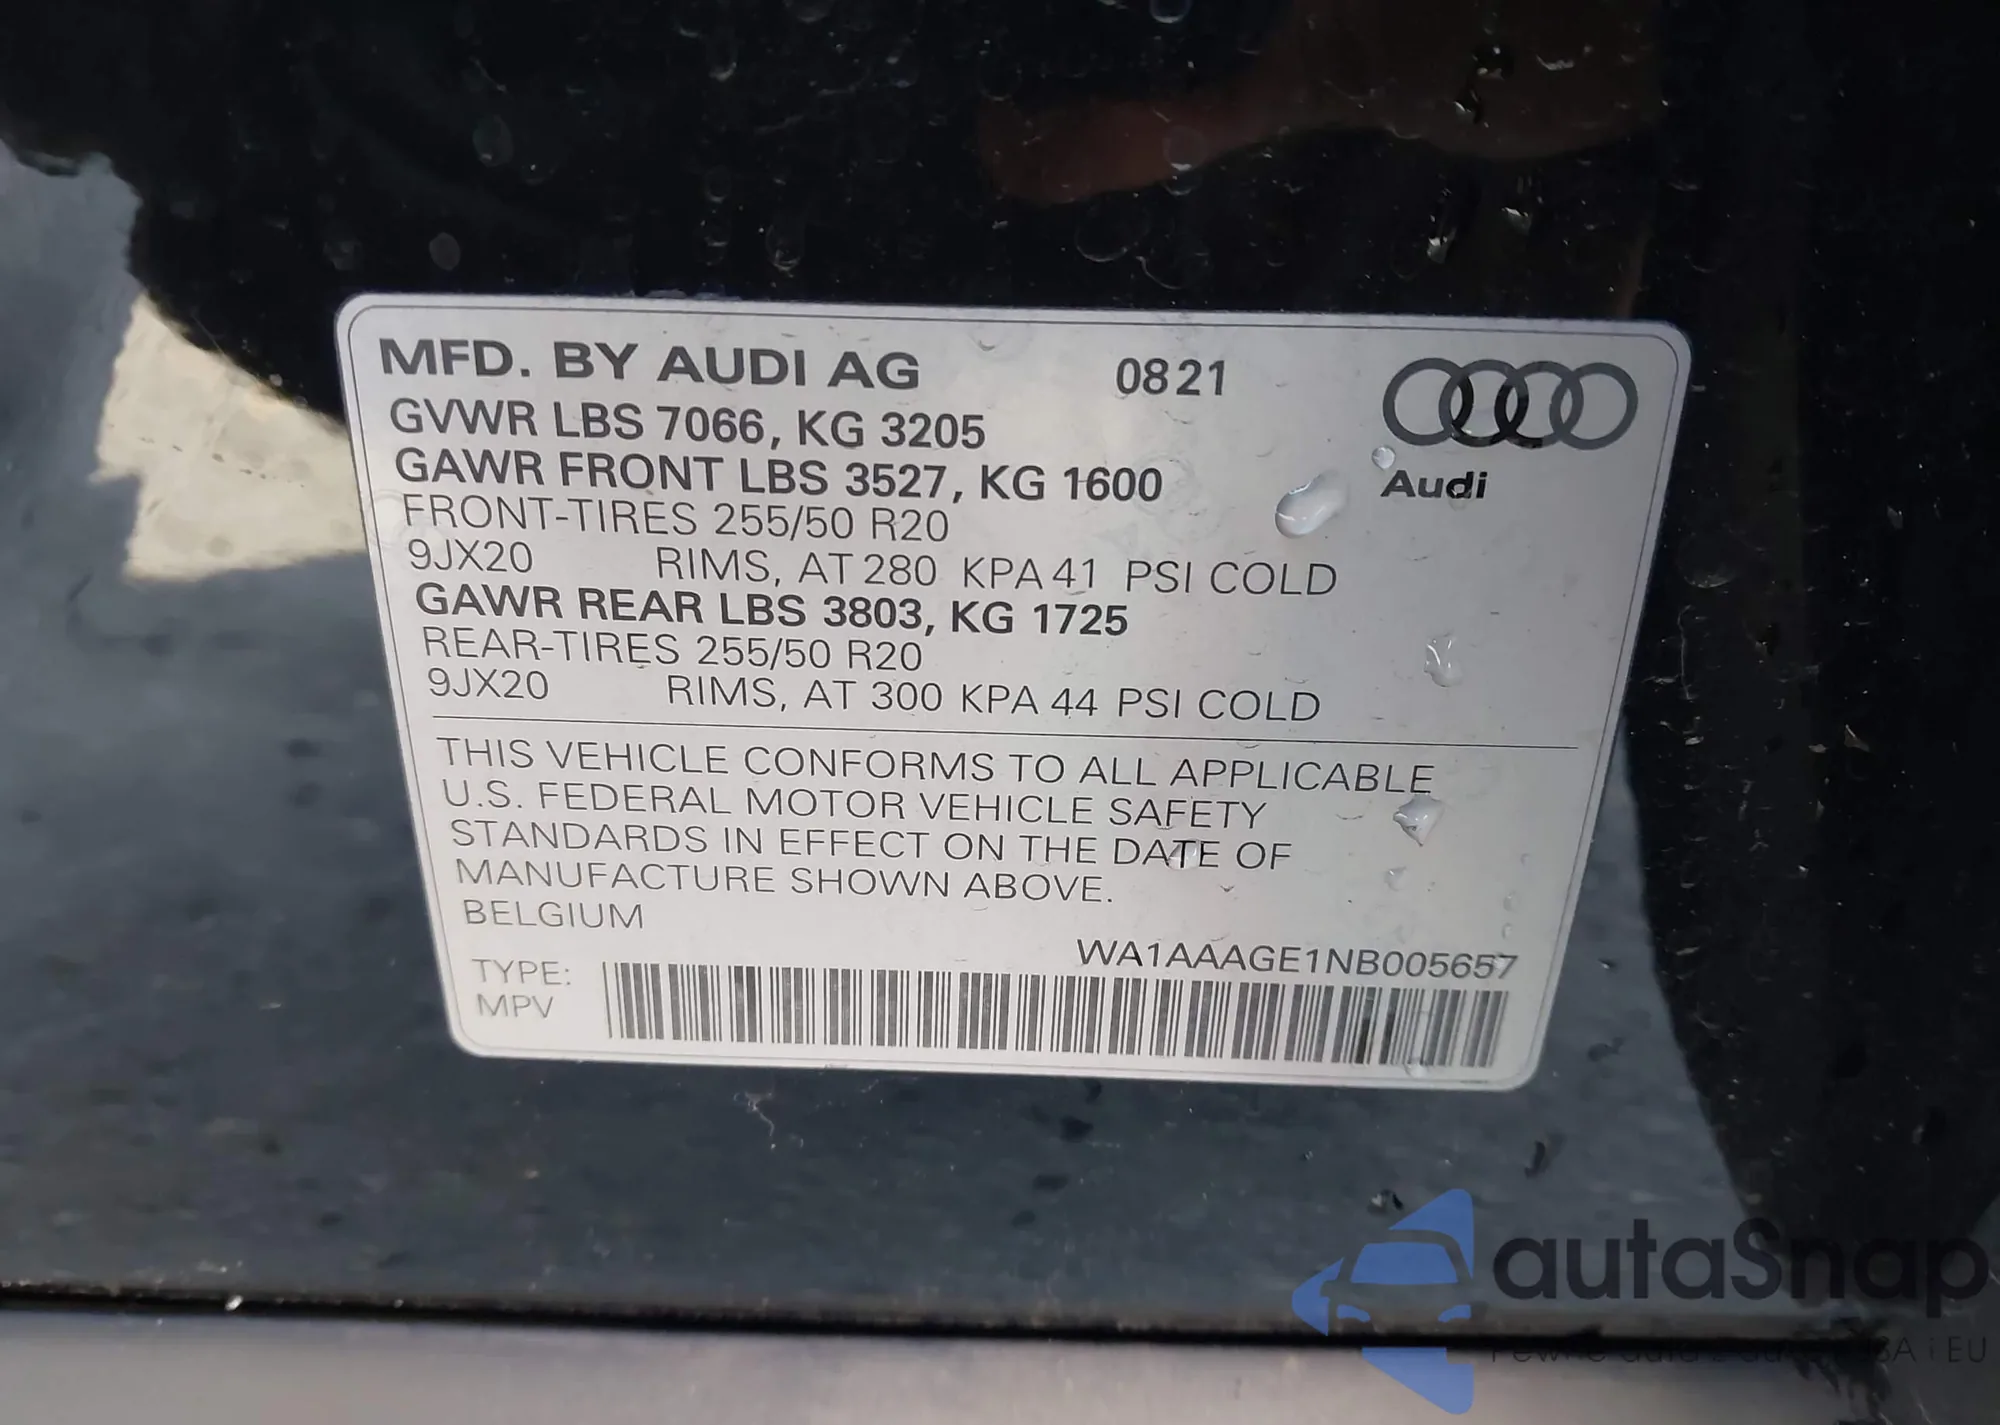 MFD. BY AUDI AG 0821
GVWR LBS 7066, KG 3205
GAWR FRONT LBS 3527, KG 1600
Audi
FRONT-TIRES 255/50 R20
9JX20 RIMS, AT 280 KPA 41 PSI COLD
GAWR REAR LBS 3803, KG 1725
REAR-TIRES 255/50 R20
9JX20 RIMS, AT 300 KPA 44 PSI COLD
THIS VEHICLE CONFORMS TO ALL APPLICABLE
U.S. FEDERAL MOTOR VEHICLE SAFETY
STANDARDS IN EFFECT ON THE DATE OF
MANUFACTURE SHOWN ABOVE.
BELGIUM
WA1AAAGE1NB005657
TYPE:
MPV
autaSnap
auta z USA i EU